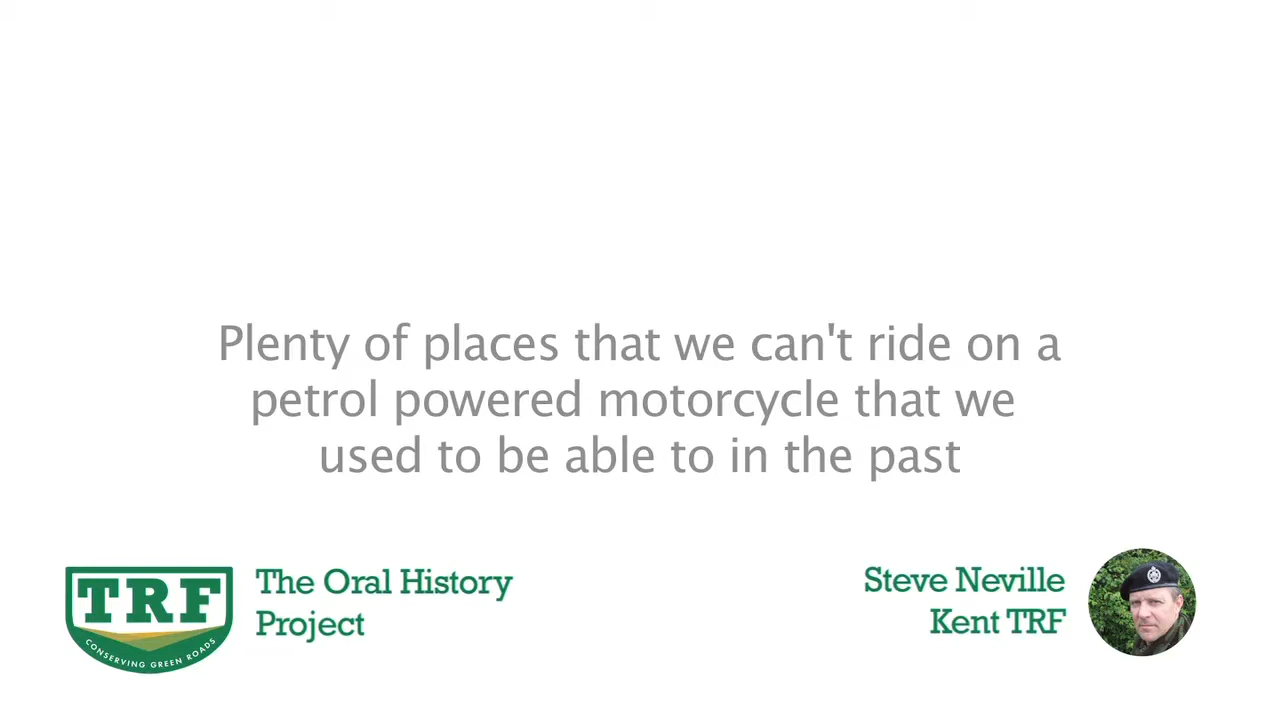 Plenty of places that we can't ride on a
petrol powered motorcycle that we
used to be able to in the past
TRF
CONSERVING GREEN ROADS
The Oral History
Project
Steve Neville
Kent TRF